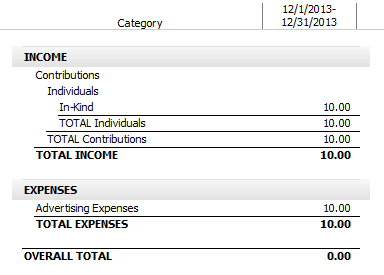 12/1/2013-
Category 12/31/2013
INCOME
Contributions
Individuals
In-Kind 10.00
TOTAL Individuals 10.00
TOTAL Contributions 10.00
TOTAL INCOME 10.00
EXPENSES
Advertising Expenses 10.00
TOTAL EXPENSES 10.00
OVERALL TOTAL 0.00